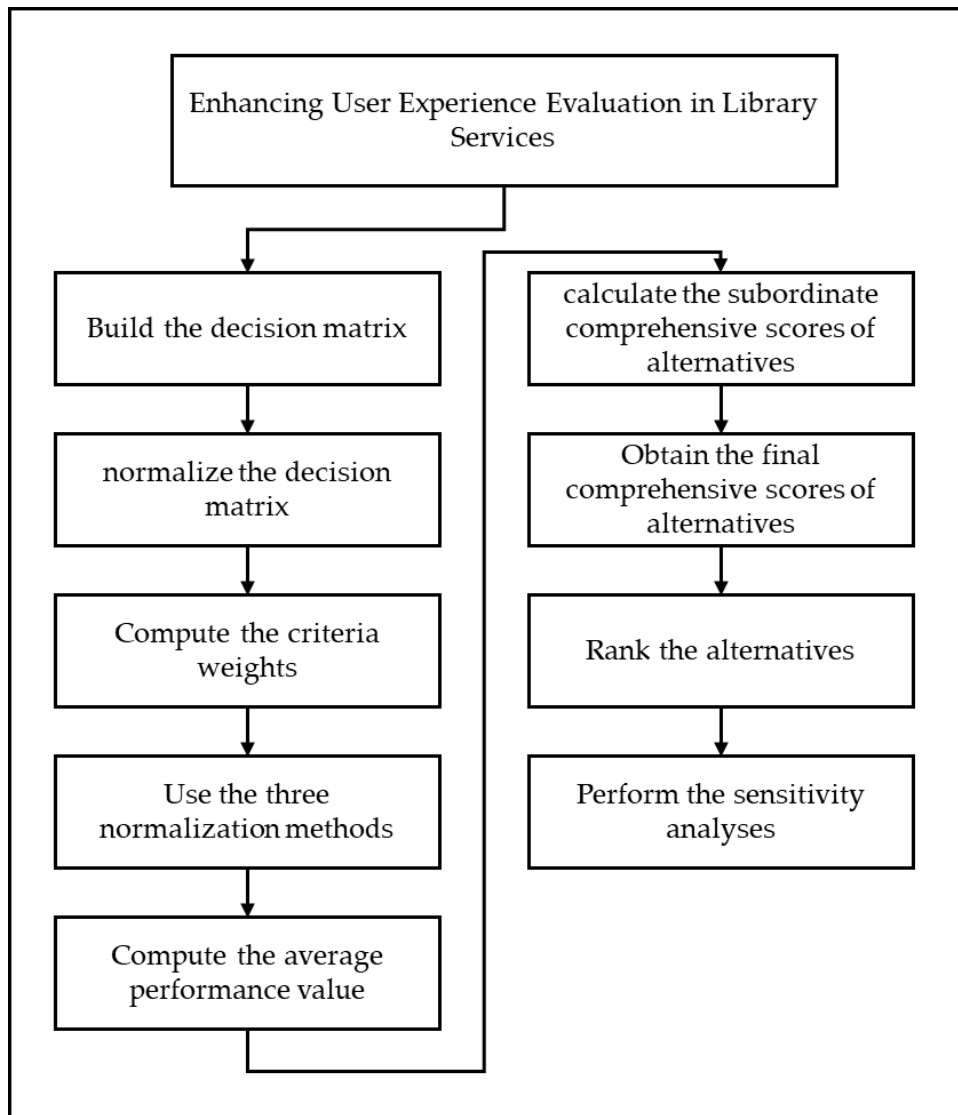 Enhancing User Experience Evaluation in Library
Services
Build the decision matrix
normalize the decision
matrix
Compute the criteria
weights
Use the three
normalization methods
Compute the average
performance value
calculate the subordinate
comprehensive scores of
alternatives
Obtain the final
comprehensive scores of
alternatives
Rank the alternatives
Perform the sensitivity
analyses